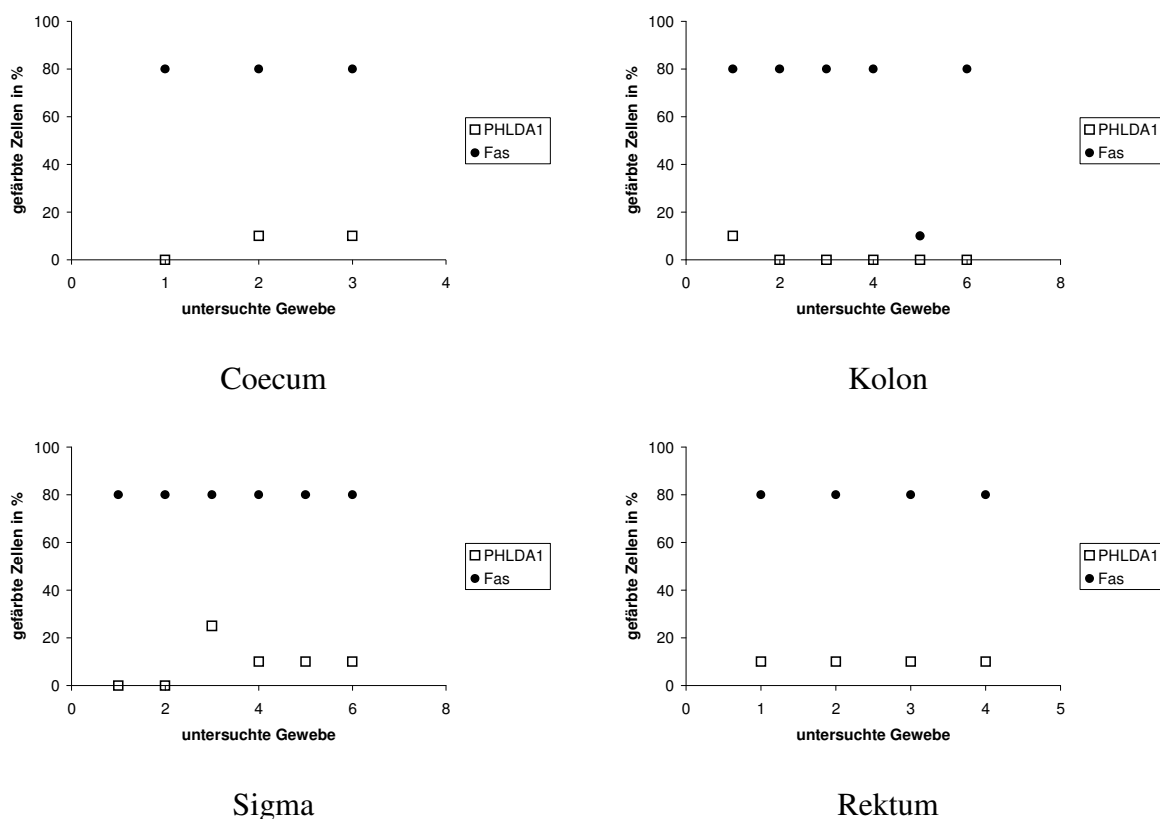 100
80
60
40
20
0
0 1 2 3 4
gefärbte Zellen in %
untersuchte Gewebe
PHLDA1
Fas
Coecum
100
80
60
40
20
0
0 2 4 6 8
gefärbte Zellen in %
untersuchte Gewebe
PHLDA1
Fas
Kolon
100
80
60
40
20
0
0 2 4 6 8
gefärbte Zellen in %
untersuchte Gewebe
PHLDA1
Fas
Sigma
100
80
60
40
20
0
0 1 2 3 4 5
gefärbte Zellen in %
untersuchte Gewebe
PHLDA1
Fas
Rektum